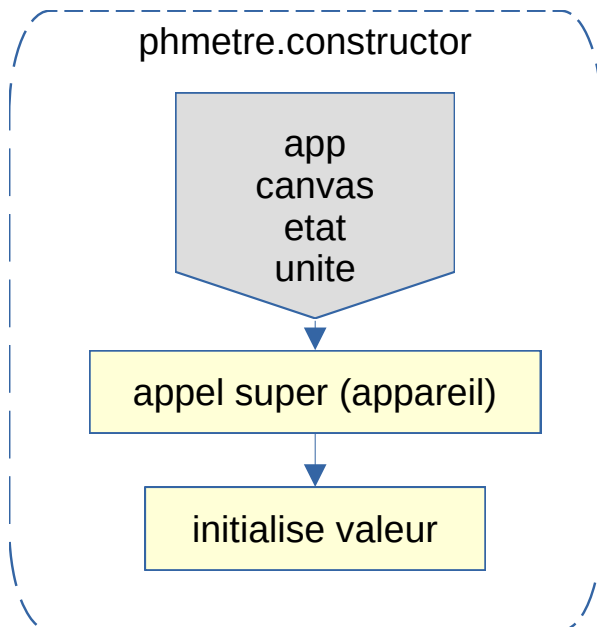 phmetre.constructor
app
canvas
etat
unite
appel super (appareil)
initialise valeur